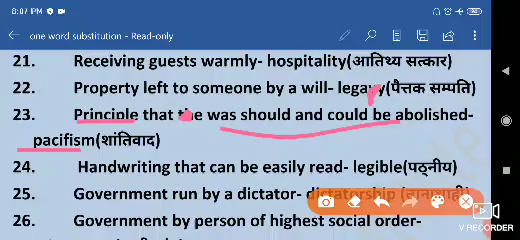 8:07 PM
one word substitution - Read-only
21. Receiving guests warmly- hospitality(आतिथ्य सत्कार)
22. Property left to someone by a will- legacy(पैत्तक सम्पति)
23. Principle that the was should and could be abolished-
pacifism(शांतिवाद)
24. Handwriting that can be easily read- legible(पठ्नीय)
25. Government run by a dictator- dictatorship
26. Government by person of highest social order-
V RECORDER